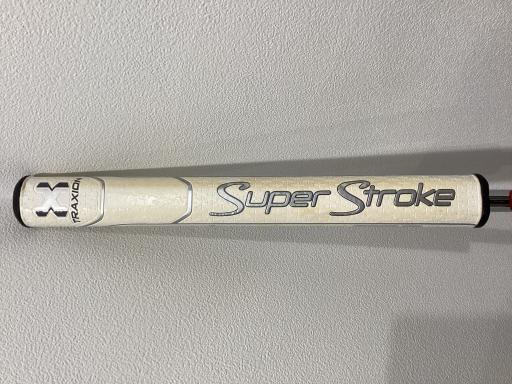 X
TRAXION
Super Stroke